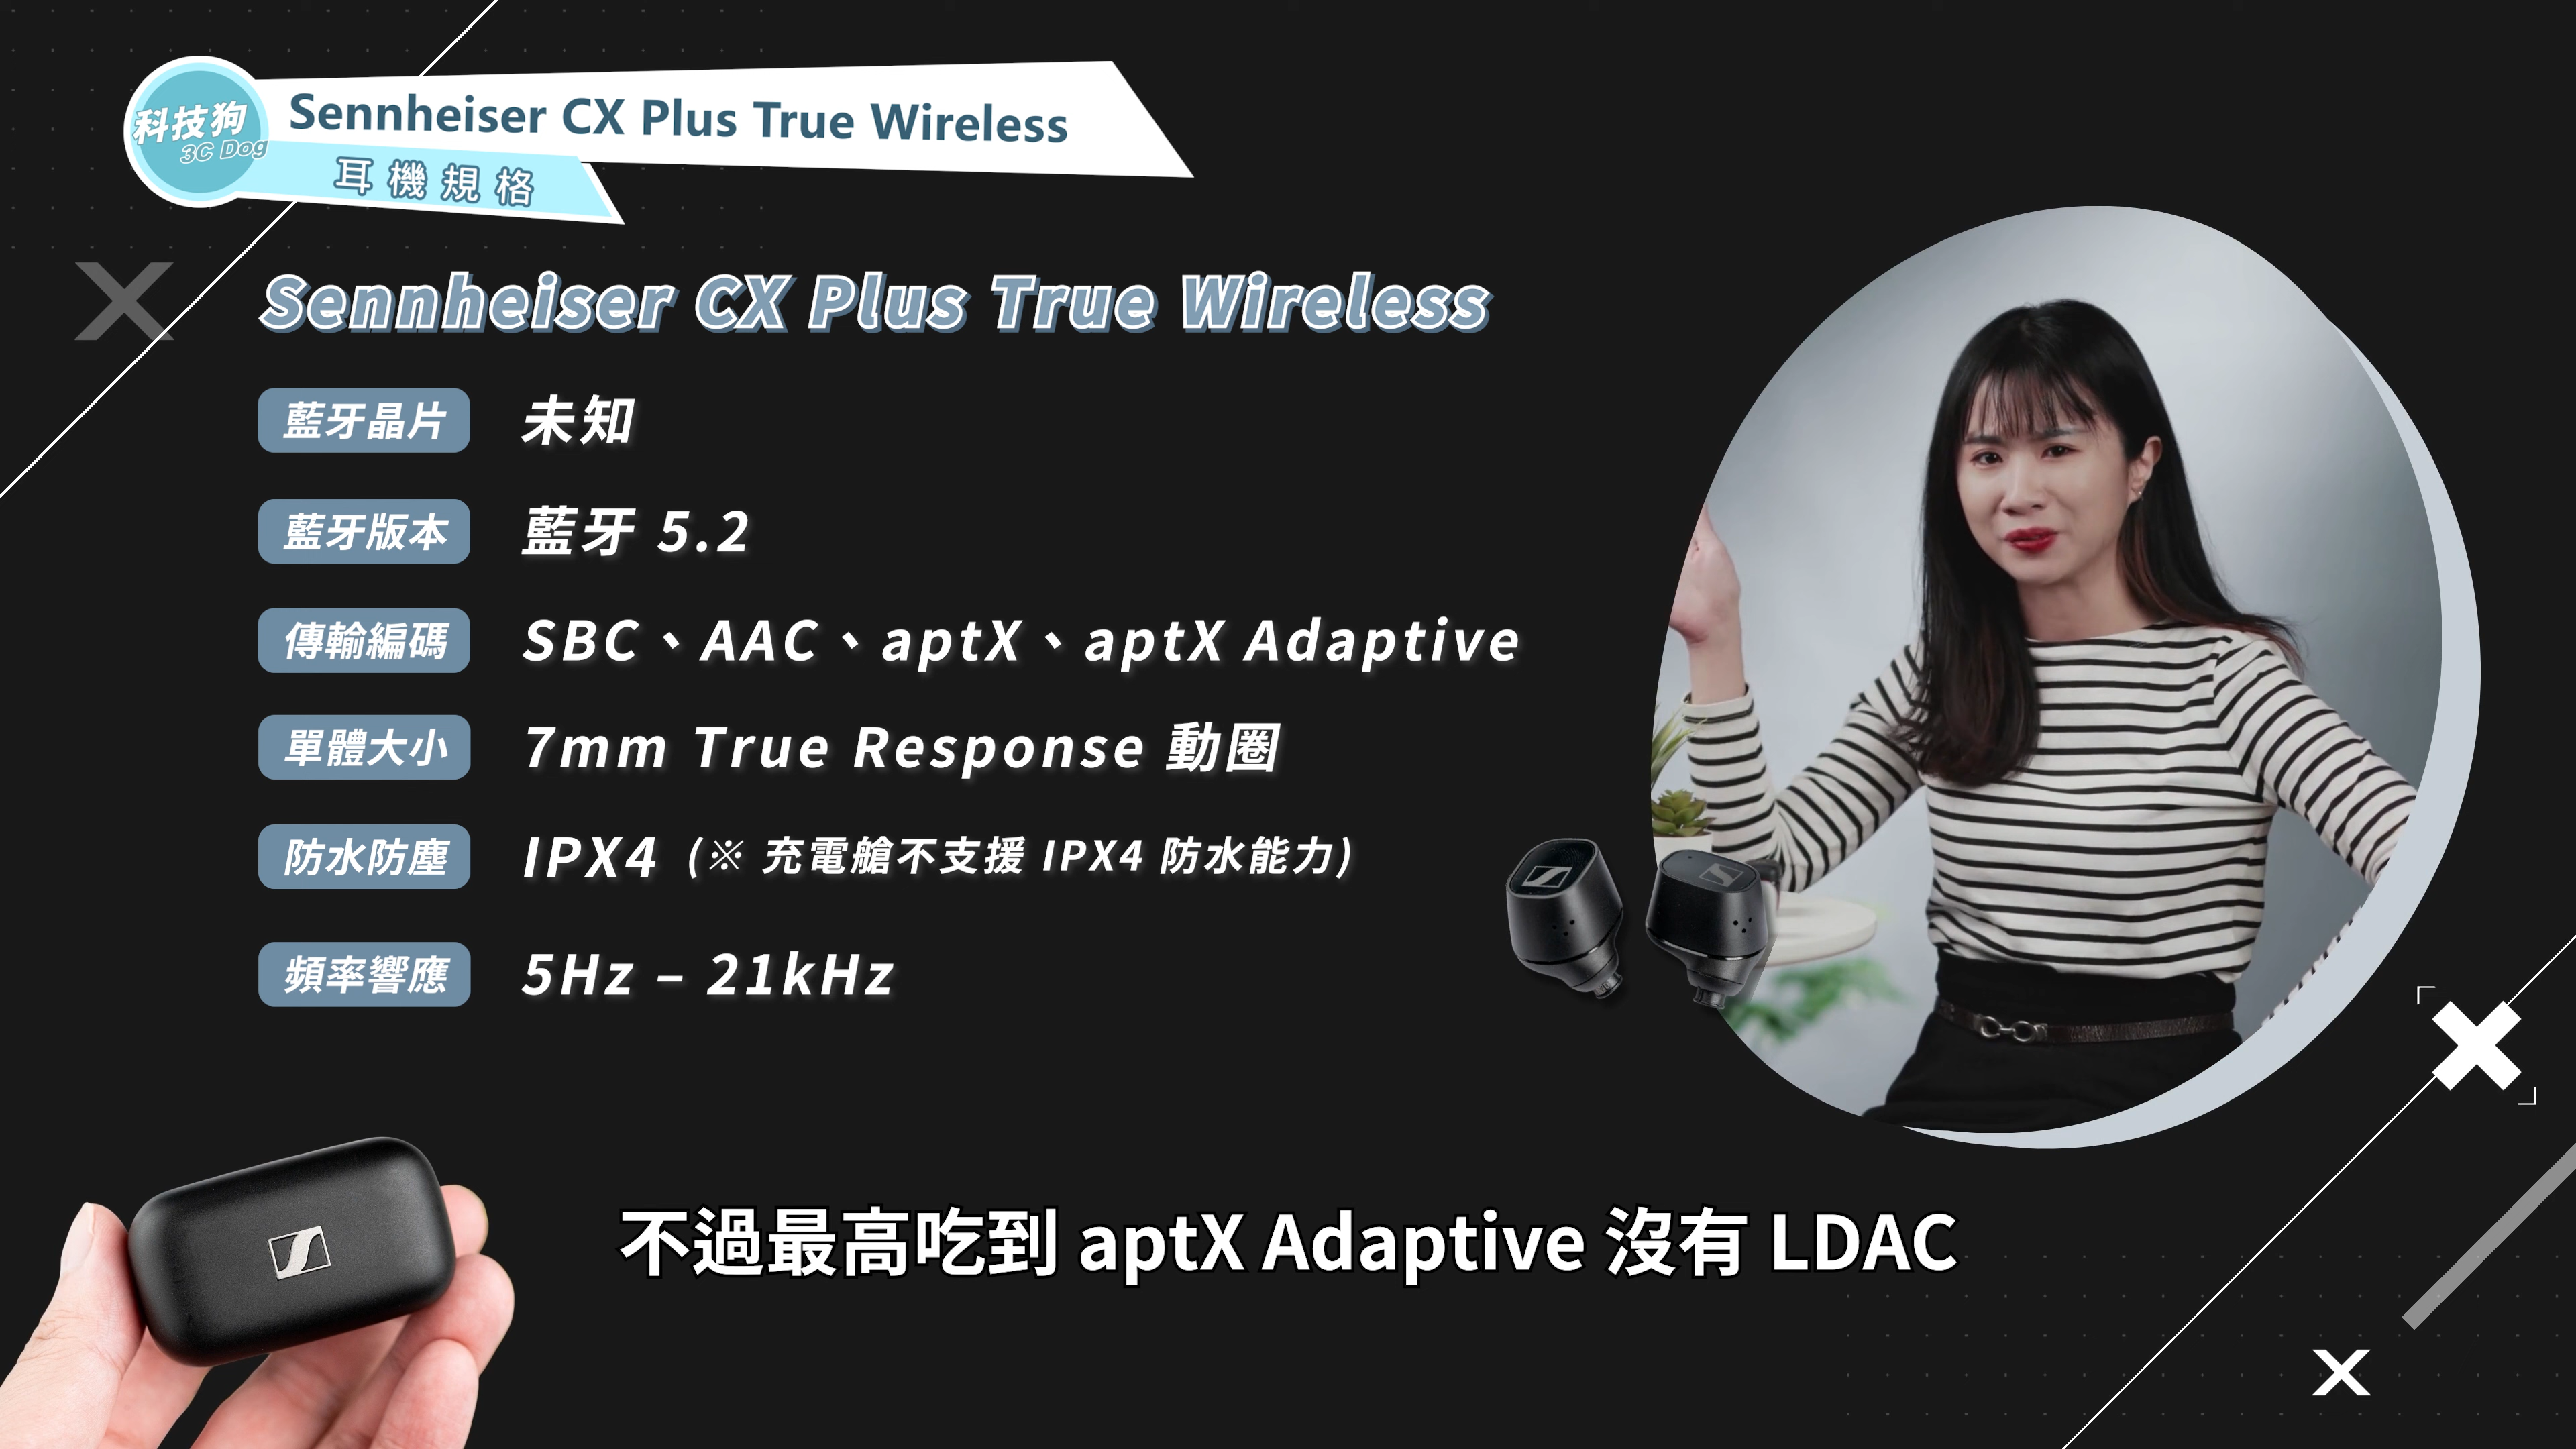 科技狗
3C Dog
Sennheiser CX Plus True Wireless
耳機規格
Sennheiser CX Plus True Wireless
藍牙晶片 未知
藍牙版本 藍牙 5.2
傳輸編碼 SBC、AAC、aptX、aptX Adaptive
單體大小 7mm True Response 動圈
防水防塵 IPX4 (※ 充電艙不支援 IPX4 防水能力)
頻率響應 5Hz – 21kHz
不過最高吃到 aptX Adaptive 沒有 LDAC